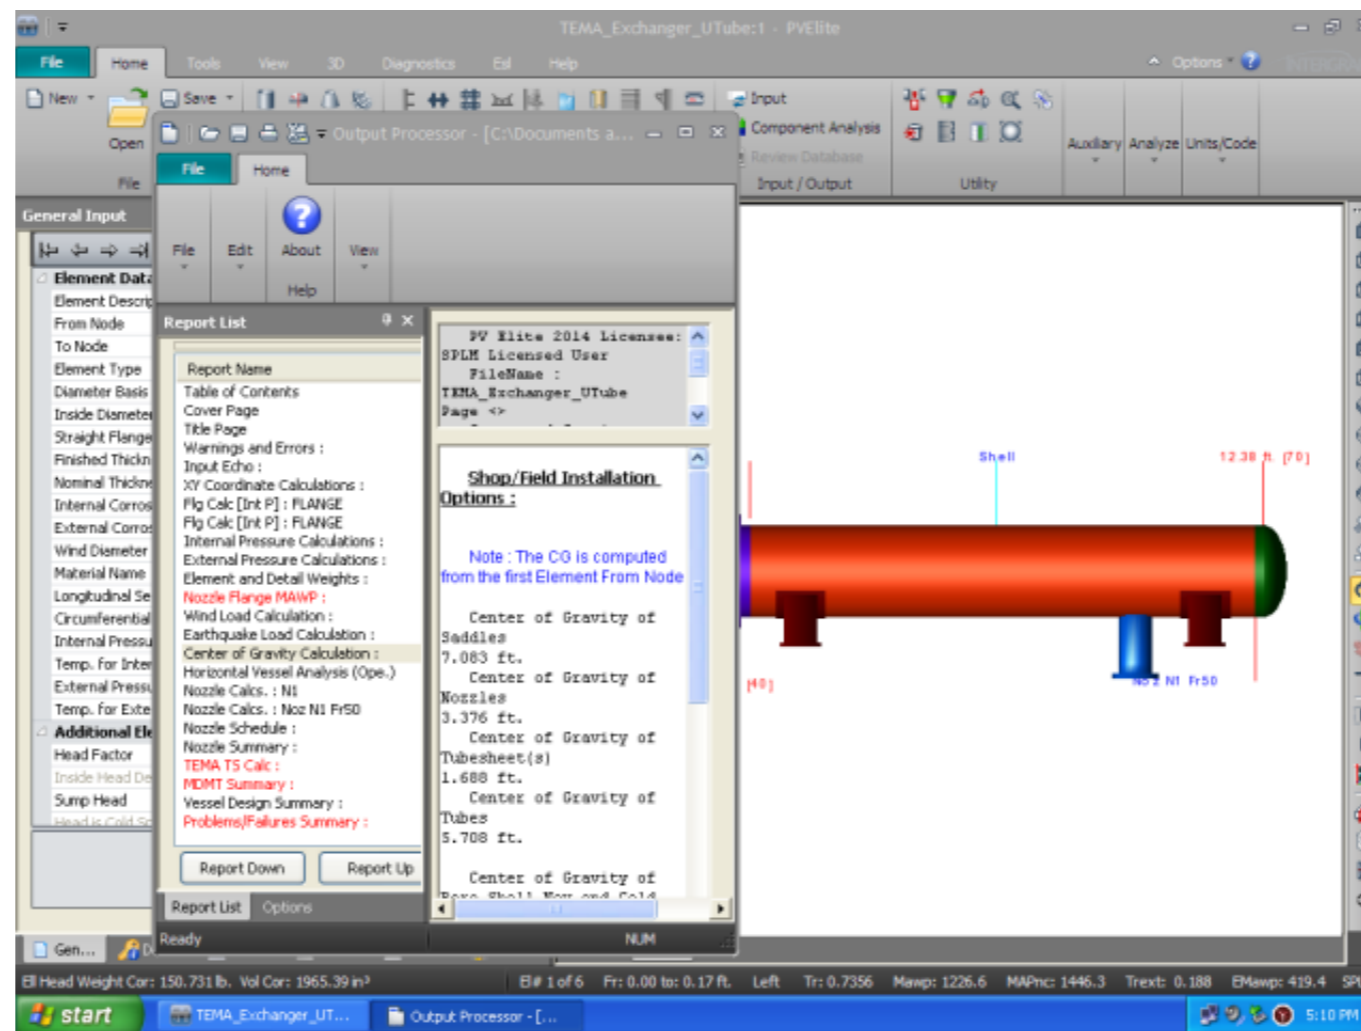 TEMA_Exchanger_UTube:1 - PVElite
File Home Tools View 3D Diagnostics Esl Help Options
New Save
Open
File
Input
Component Analysis
Review Database
Input / Output
Utility
Auxiliary Analyze Units/Code
Output Processor - [C:\Documents a...
File Home
File Edit About View
Help
General Input
Element Data
Element Descrip
From Node
To Node
Element Type
Diameter Basis
Inside Diameter
Straight Flange
Finished Thickn
Nominal Thickne
Internal Corros
External Corros
Wind Diameter
Material Name
Longitudinal Se
Circumferential
Internal Pressu
Temp. for Inter
External Pressu
Temp. for Exte
Additional Ele
Head Factor
Inside Head De
Sump Head
Head is Cold Sp
Report List
Report Name
Table of Contents
Cover Page
Title Page
Warnings and Errors :
Input Echo :
XY Coordinate Calculations :
Flg Calc [Int P] : FLANGE
Flg Calc [Int P] : FLANGE
Internal Pressure Calculations :
External Pressure Calculations :
Element and Detail Weights :
Nozzle Flange MAWP :
Wind Load Calculation :
Earthquake Load Calculation :
Center of Gravity Calculation :
Horizontal Vessel Analysis (Ope.)
Nozzle Calcs. : N1
Nozzle Calcs. : Noz N1 Fr50
Nozzle Schedule :
Nozzle Summary :
TEMA TS Calc :
MDMT Summary :
Vessel Design Summary :
Problems/Failures Summary :
Report Down Report Up
Report List Options
Ready NUM
PV Elite 2014 Licensee:
SPLM Licensed User
FileName :
TEMA_Exchanger_UTube
Page <>
Shop/Field Installation
Options :
Note : The CG is computed
from the first Element From Node
Center of Gravity of
Saddles
7.083 ft.
Center of Gravity of
Nozzles
3.376 ft.
Center of Gravity of
Tubesheet(s)
1.688 ft.
Center of Gravity of
Tubes
5.708 ft.
Center of Gravity of
Bare Shell New and Cold
Shell
12.38 ft. [70]
[40]
Noz N1 Fr50
Gen...
Ell Head Weight Cor: 150.731 lb. Vol Cor: 1965.39 in³ El# 1 of 6 Fr: 0.00 to: 0.17 ft. Left Tr: 0.7356 Mawp: 1226.6 MAPnc: 1446.3 Trext: 0.188 EMawp: 419.4
start TEMA_Exchanger_UT... Output Processor - [... 5:10 PM